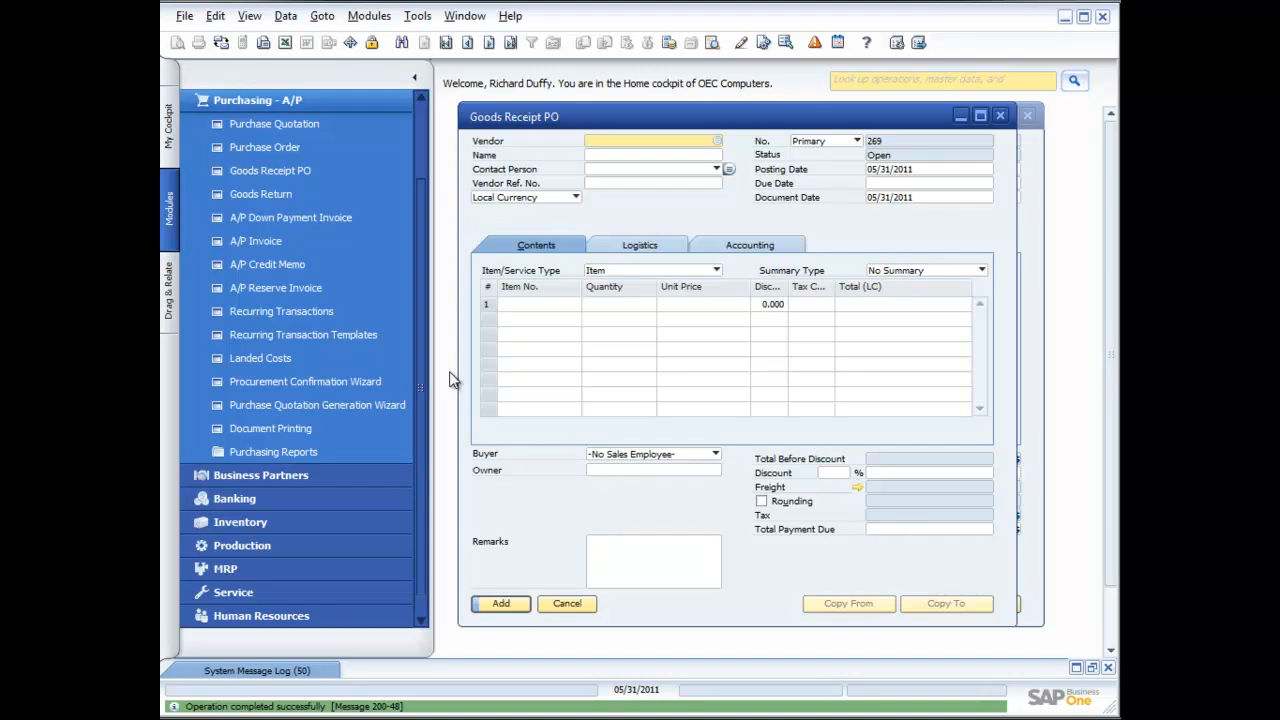 File Edit View Data Goto Modules Tools Window Help
Welcome, Richard Duffy. You are in the Home cockpit of OEC Computers.
Look up operations, master data, and
My Cockpit
Modules
Drag & Relate
Purchasing - A/P
Purchase Quotation
Purchase Order
Goods Receipt PO
Goods Return
A/P Down Payment Invoice
A/P Invoice
A/P Credit Memo
A/P Reserve Invoice
Recurring Transactions
Recurring Transaction Templates
Landed Costs
Procurement Confirmation Wizard
Purchase Quotation Generation Wizard
Document Printing
Purchasing Reports
Business Partners
Banking
Inventory
Production
MRP
Service
Human Resources
Goods Receipt PO
Vendor
Name
Contact Person
Vendor Ref. No.
Local Currency
No. Primary 269
Status Open
Posting Date 05/31/2011
Due Date
Document Date 05/31/2011
Contents Logistics Accounting
Item/Service Type Item Summary Type No Summary
# Item No. Quantity Unit Price Disc... Tax C... Total (LC)
1 0.000
Buyer -No Sales Employee-
Owner
Total Before Discount
Discount %
Freight
Rounding
Tax
Total Payment Due
Remarks
Add Cancel Copy From Copy To
System Message Log (50)
05/31/2011
Operation completed successfully [Message 200-48]
SAP Business One